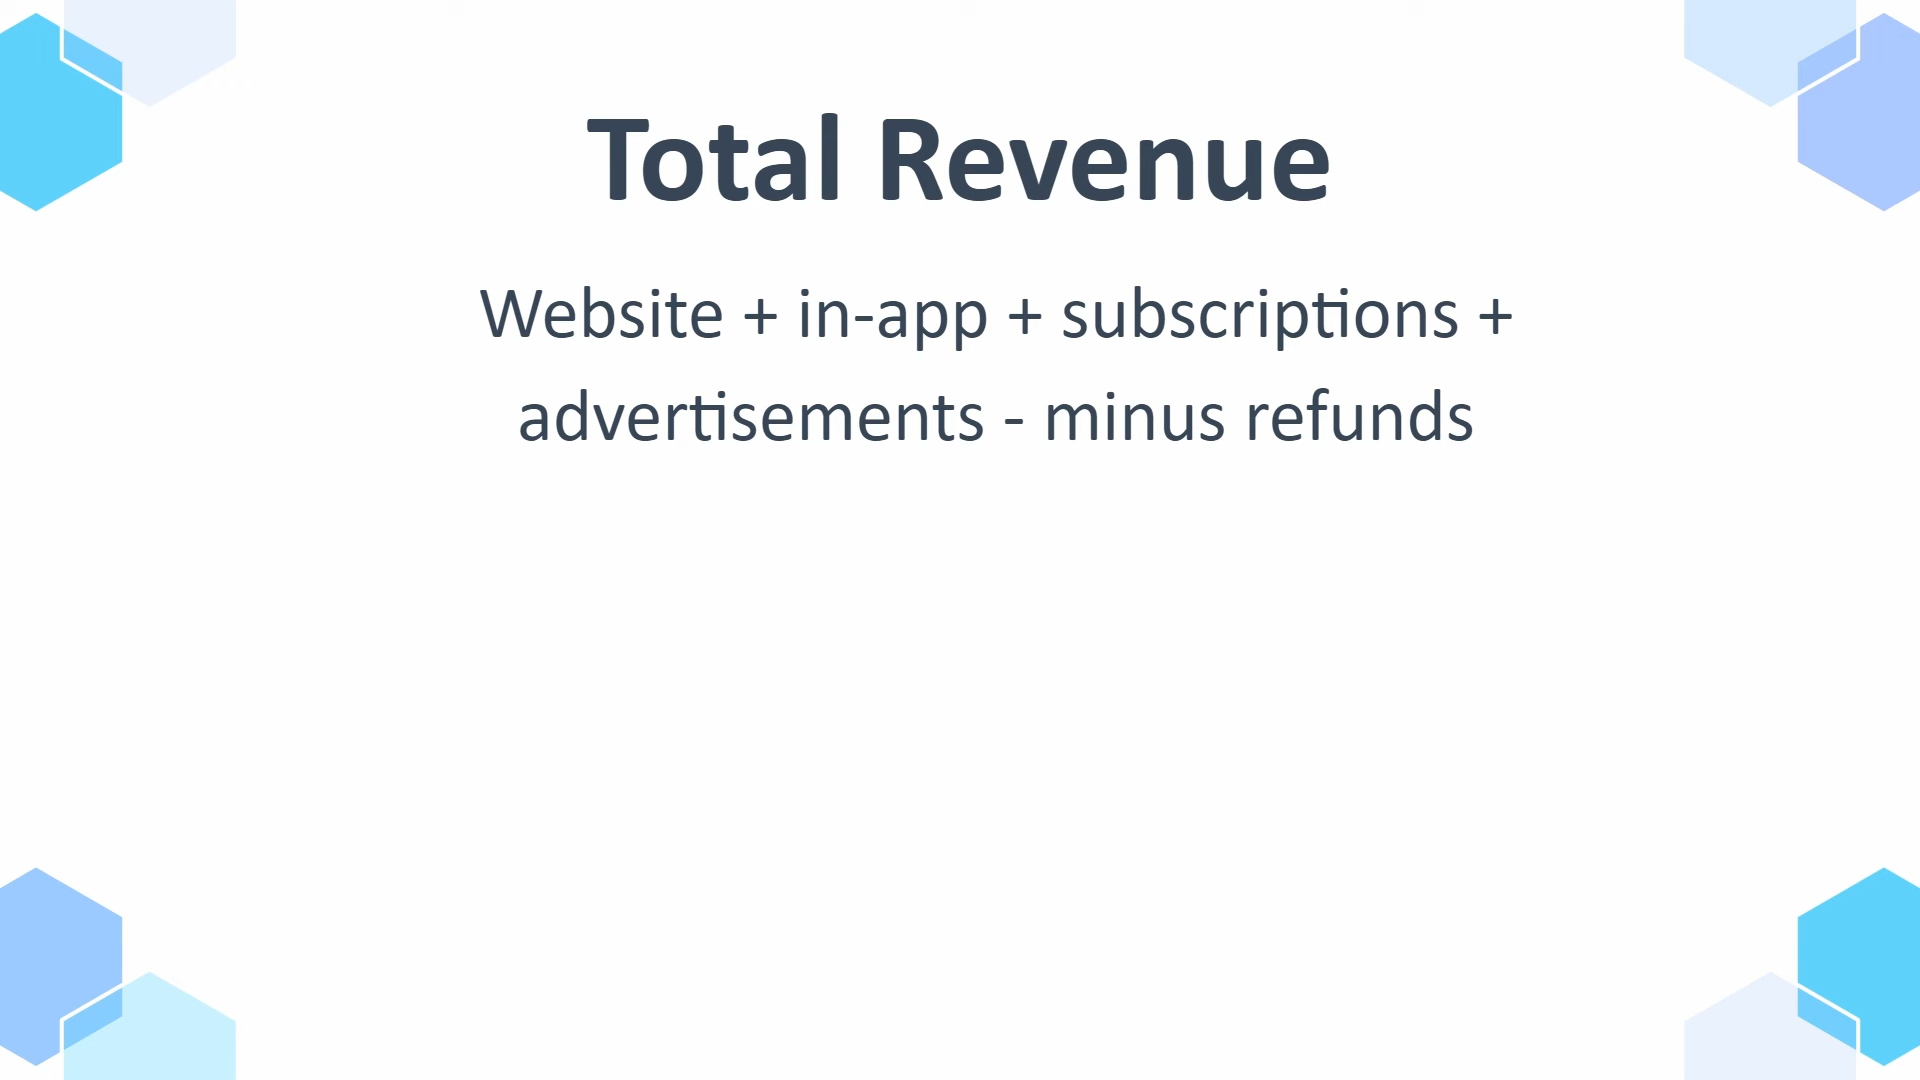 Total Revenue
Website + in-app + subscriptions +
advertisements - minus refunds